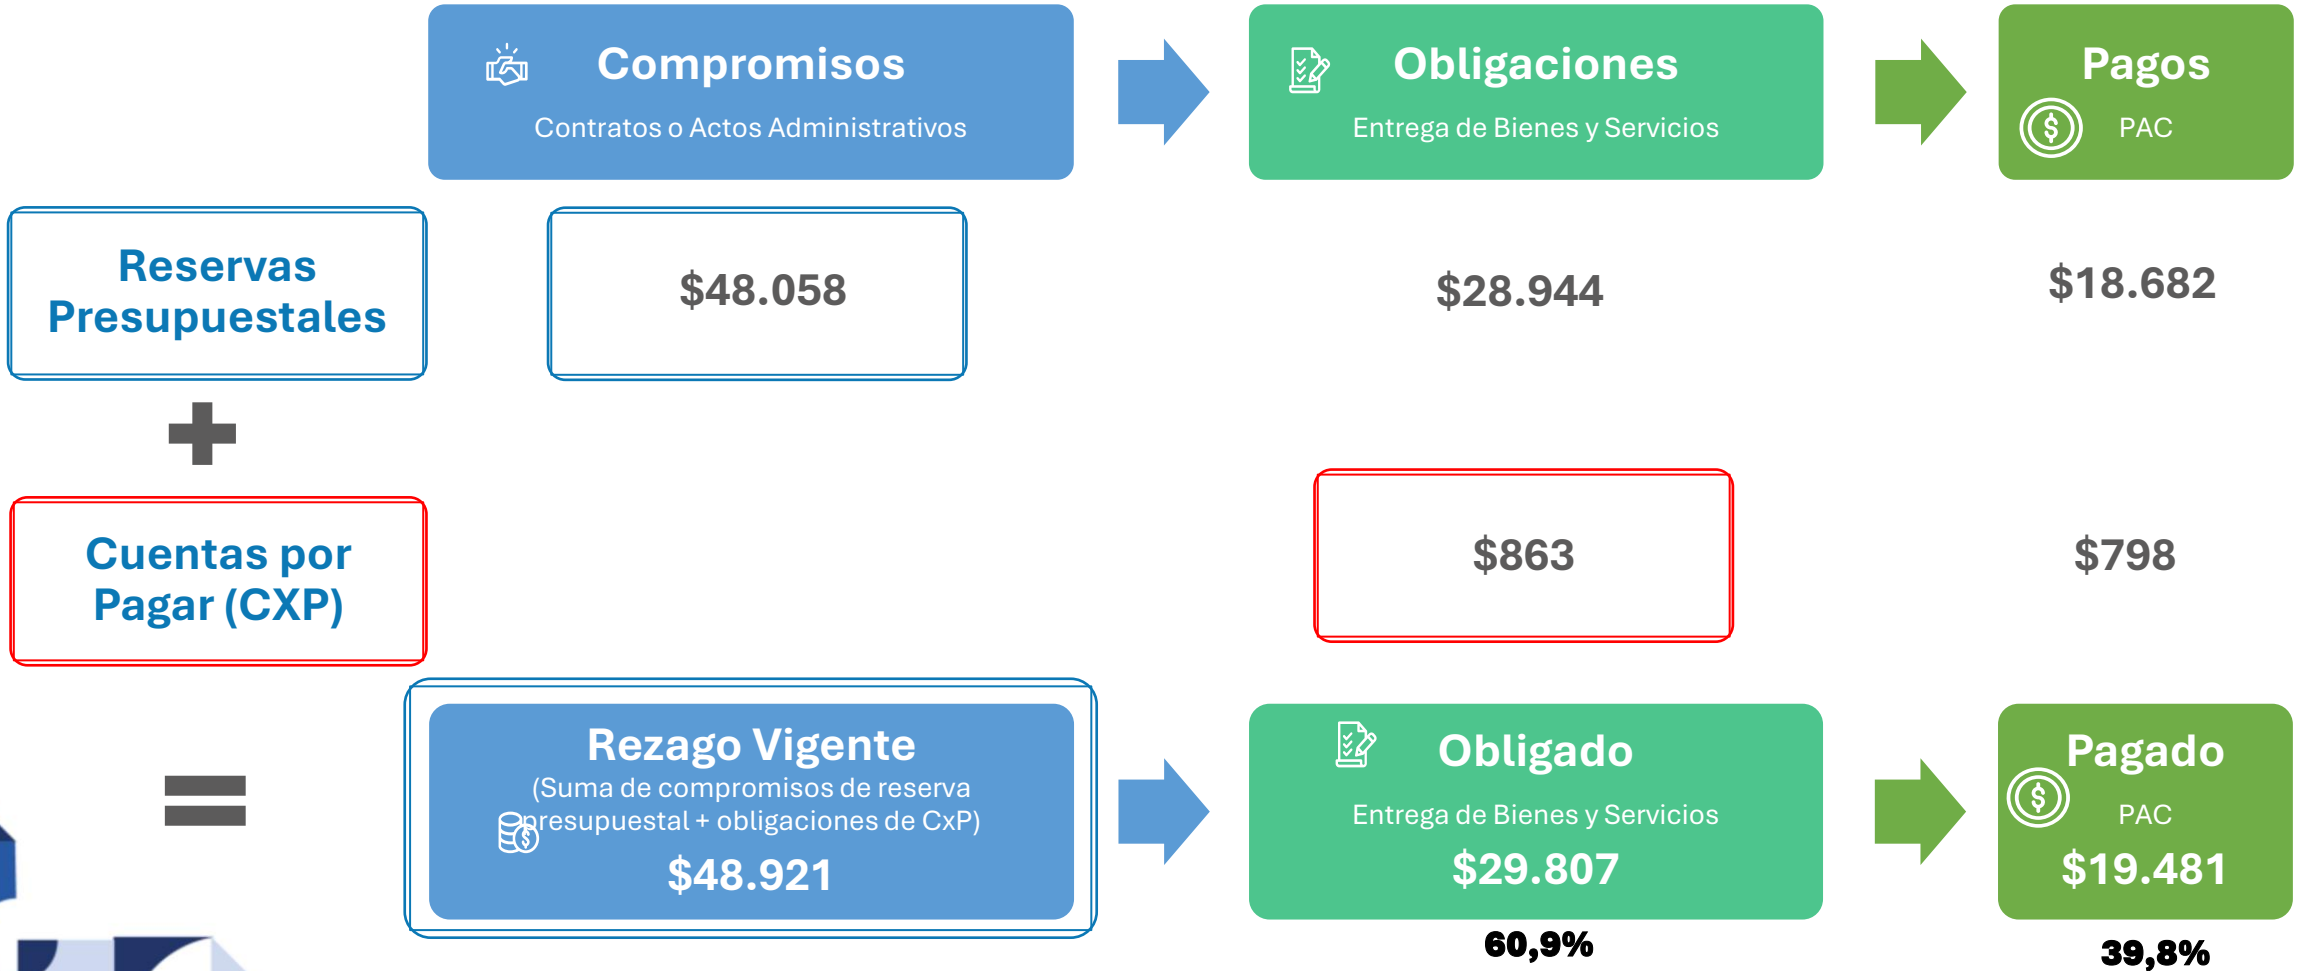 Compromisos
Contratos o Actos Administrativos
Obligaciones
Entrega de Bienes y Servicios
Pagos
PAC
Reservas
Presupuestales
$48.058
$28.944
$18.682
Cuentas por
Pagar (CXP)
$863
$798
Rezago Vigente
(Suma de compromisos de reserva
presupuestal + obligaciones de CxP)
$48.921
Obligado
Entrega de Bienes y Servicios
$29.807
60,9%
Pagado
PAC
$19.481
39,8%